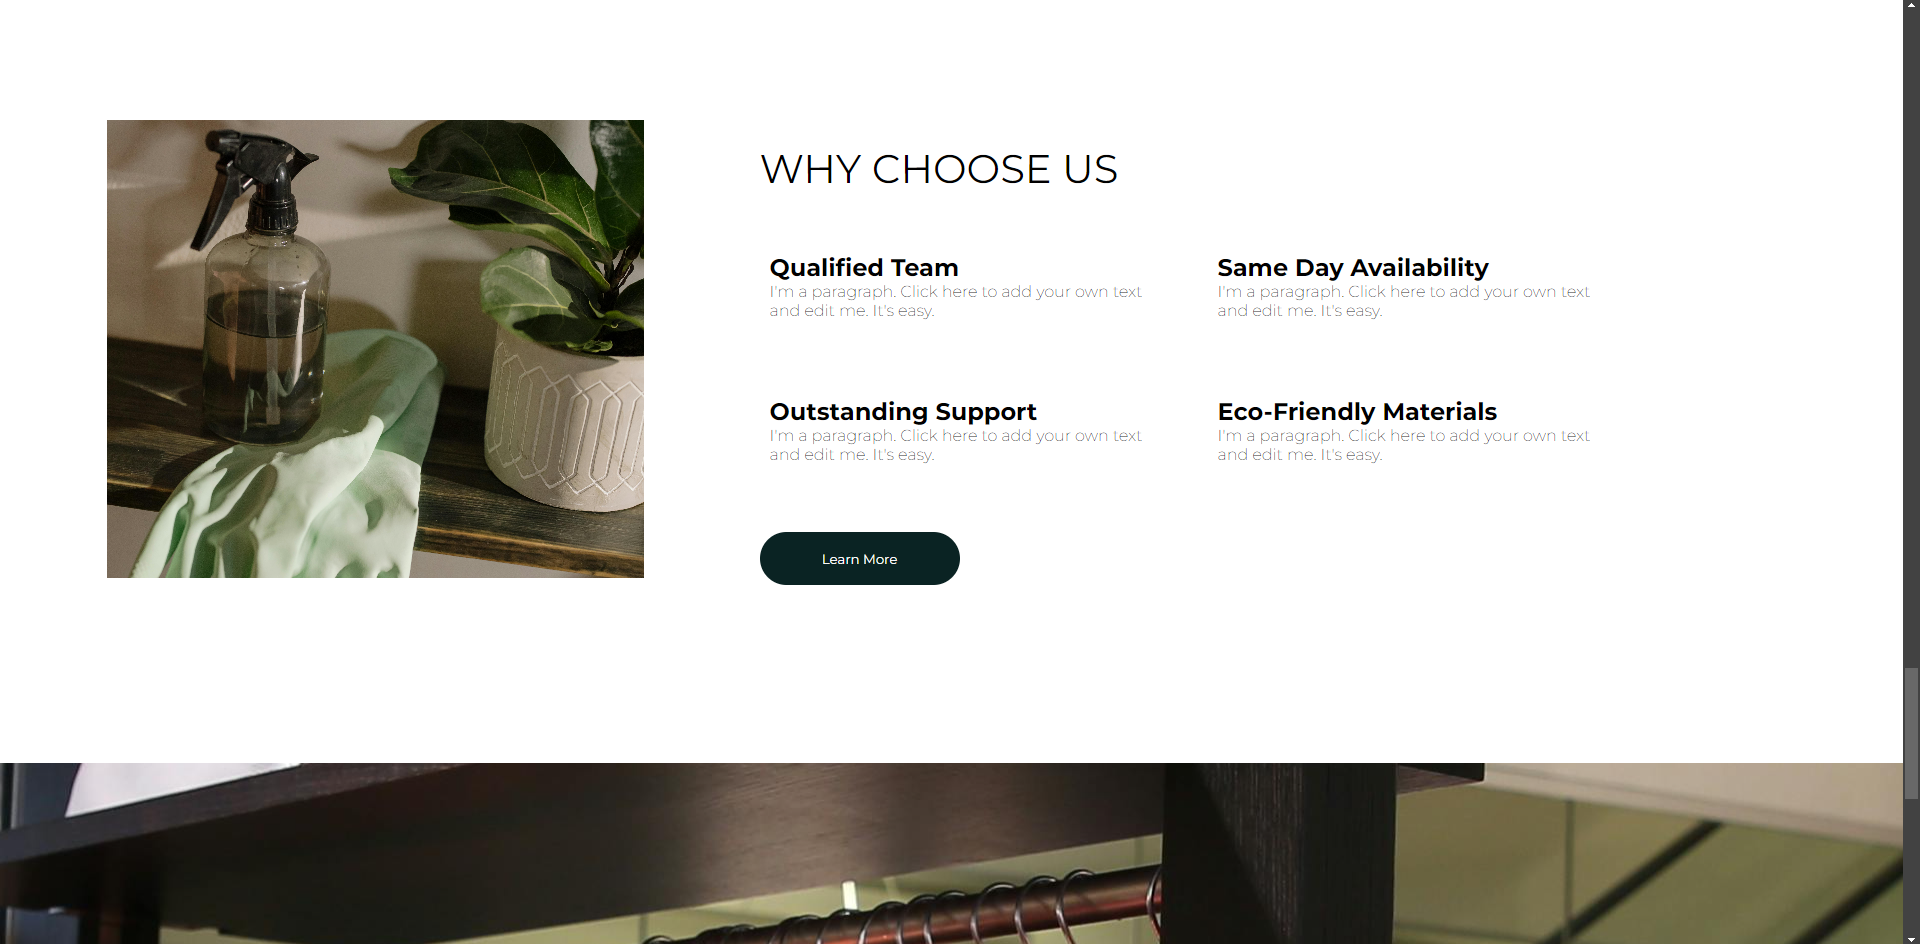 WHY CHOOSE US
Qualified Team
I'm a paragraph. Click here to add your own text
and edit me. It's easy.
Same Day Availability
I'm a paragraph. Click here to add your own text
and edit me. It's easy.
Outstanding Support
I'm a paragraph. Click here to add your own text
and edit me. It's easy.
Eco-Friendly Materials
I'm a paragraph. Click here to add your own text
and edit me. It's easy.
Learn More